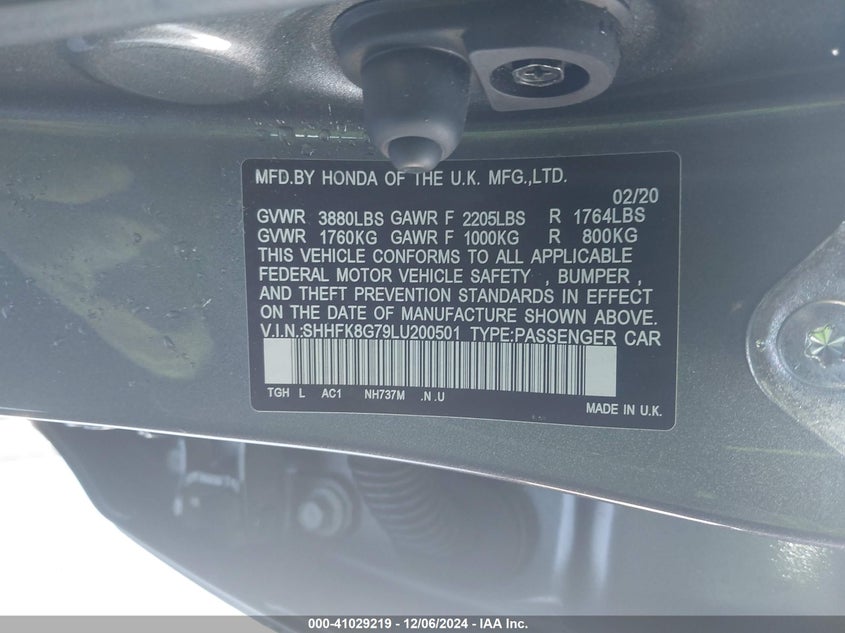 MFD.BY HONDA OF THE U.K. MFG.,LTD.
02/20
GVWR 3880LBS GAWR F 2205LBS R 1764LBS
GVWR 1760KG GAWR F 1000KG R 800KG
THIS VEHICLE CONFORMS TO ALL APPLICABLE
FEDERAL MOTOR VEHICLE SAFETY , BUMPER ,
AND THEFT PREVENTION STANDARDS IN EFFECT
ON THE DATE OF MANUFACTURE SHOWN ABOVE.
V.I.N.:SHHFK8G79LU200501 TYPE:PASSENGER CAR
TGH L AC1 NH737M .N.U
MADE IN U.K.
000-41029219 - 12/06/2024 - IAA Inc.